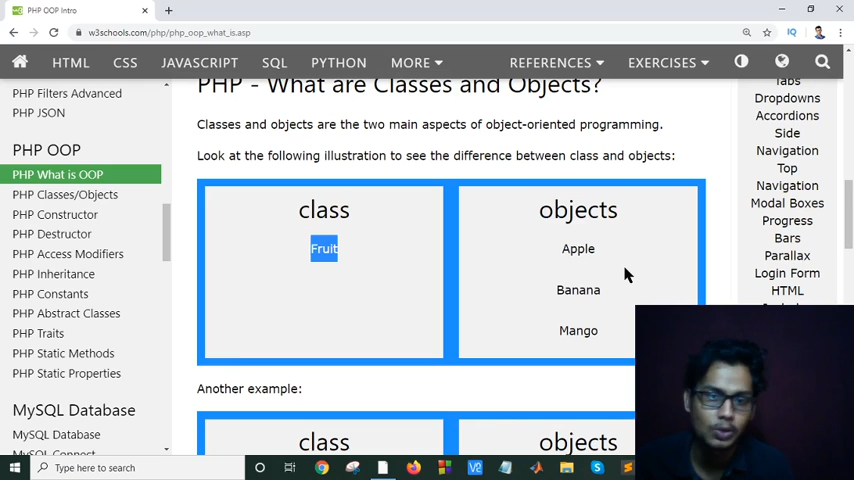 PHP OOP Intro
w3schools.com/php/php_oop_what_is.asp
HTML CSS JAVASCRIPT SQL PYTHON MORE REFERENCES EXERCISES
PHP Filters Advanced
PHP JSON
PHP OOP
PHP What is OOP
PHP Classes/Objects
PHP Constructor
PHP Destructor
PHP Access Modifiers
PHP Inheritance
PHP Constants
PHP Abstract Classes
PHP Traits
PHP Static Methods
PHP Static Properties
MySQL Database
MySQL Database
MySQL Connect
PHP - What are Classes and Objects?
Classes and objects are the two main aspects of object-oriented programming.
Look at the following illustration to see the difference between class and objects:
class
Fruit
objects
Apple
Banana
Mango
Another example:
class
objects
Tabs
Dropdowns
Accordions
Side
Navigation
Top
Navigation
Modal Boxes
Progress
Bars
Parallax
Login Form
HTML
Type here to search